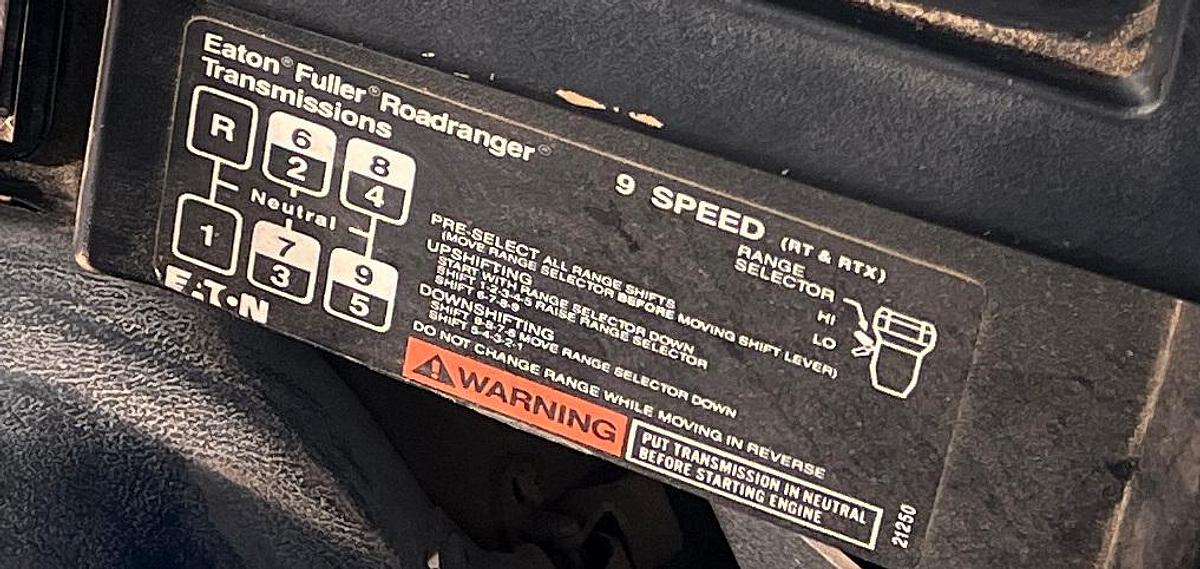 Eaton® Fuller® Roadranger®
Transmissions
9 SPEED (RT & RTX)
R 6 8
2 4
Neutral
1 7 9
3 5
EATON
PRE-SELECT ALL RANGE SHIFTS
(MOVE RANGE SELECTOR BEFORE MOVING SHIFT LEVER)
UPSHIFTING
START WITH RANGE SELECTOR DOWN
SHIFT 1-2-3-4-5 RAISE RANGE SELECTOR
SHIFT 6-7-8-9
DOWNSHIFTING
SHIFT 9-8-7-6 MOVE RANGE SELECTOR DOWN
SHIFT 5-4-3-2-1
DO NOT CHANGE RANGE WHILE MOVING IN REVERSE
RANGE
SELECTOR
HI
LO
WARNING
PUT TRANSMISSION IN NEUTRAL
BEFORE STARTING ENGINE
21250